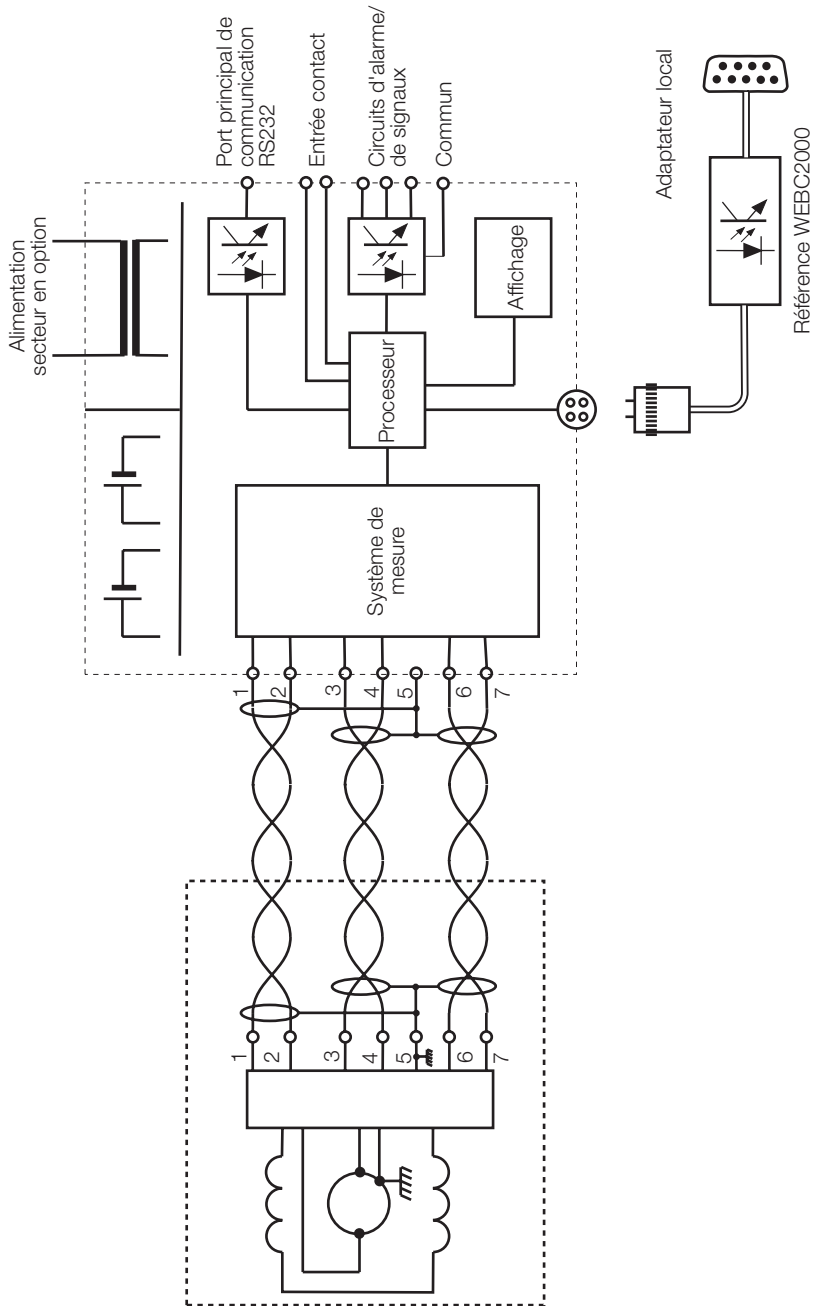 Alimentation
secteur en option
Port principal de
communication
RS232
Entrée contact
Circuits d'alarme/
de signaux
Commun
Affichage
Processeur
Système de
mesure
1
2
3
4
5
6
7
1
2
3
4
5
6
7
Adaptateur local
Référence WEBC2000